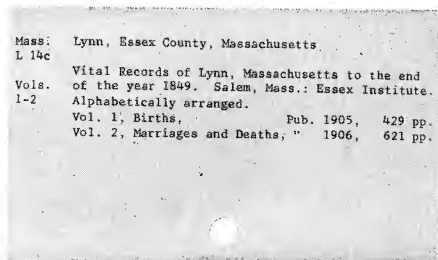 Mass. Lynn, Essex County, Massachusetts
L 14c
Vital Records of Lynn, Massachusetts to the end
Vols. of the year 1849. Salem, Mass.: Essex Institute.
1-2 Alphabetically arranged.
Vol. 1, Births, Pub. 1905, 429 pp.
Vol. 2, Marriages and Deaths, " 1906, 621 pp.